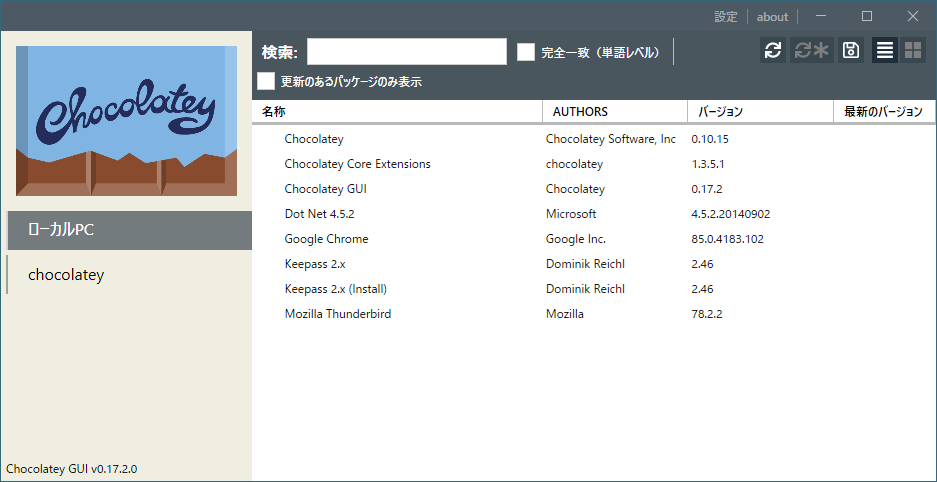 設定 about
Chocolatey
検索: 完全一致（単語レベル）
更新のあるパッケージのみ表示
ローカルPC
chocolatey
名称 AUTHORS バージョン 最新のバージョン
Chocolatey Chocolatey Software, Inc 0.10.15
Chocolatey Core Extensions chocolatey 1.3.5.1
Chocolatey GUI Chocolatey 0.17.2
Dot Net 4.5.2 Microsoft 4.5.2.20140902
Google Chrome Google Inc. 85.0.4183.102
Keepass 2.x Dominik Reichl 2.46
Keepass 2.x (Install) Dominik Reichl 2.46
Mozilla Thunderbird Mozilla 78.2.2
Chocolatey GUI v0.17.2.0